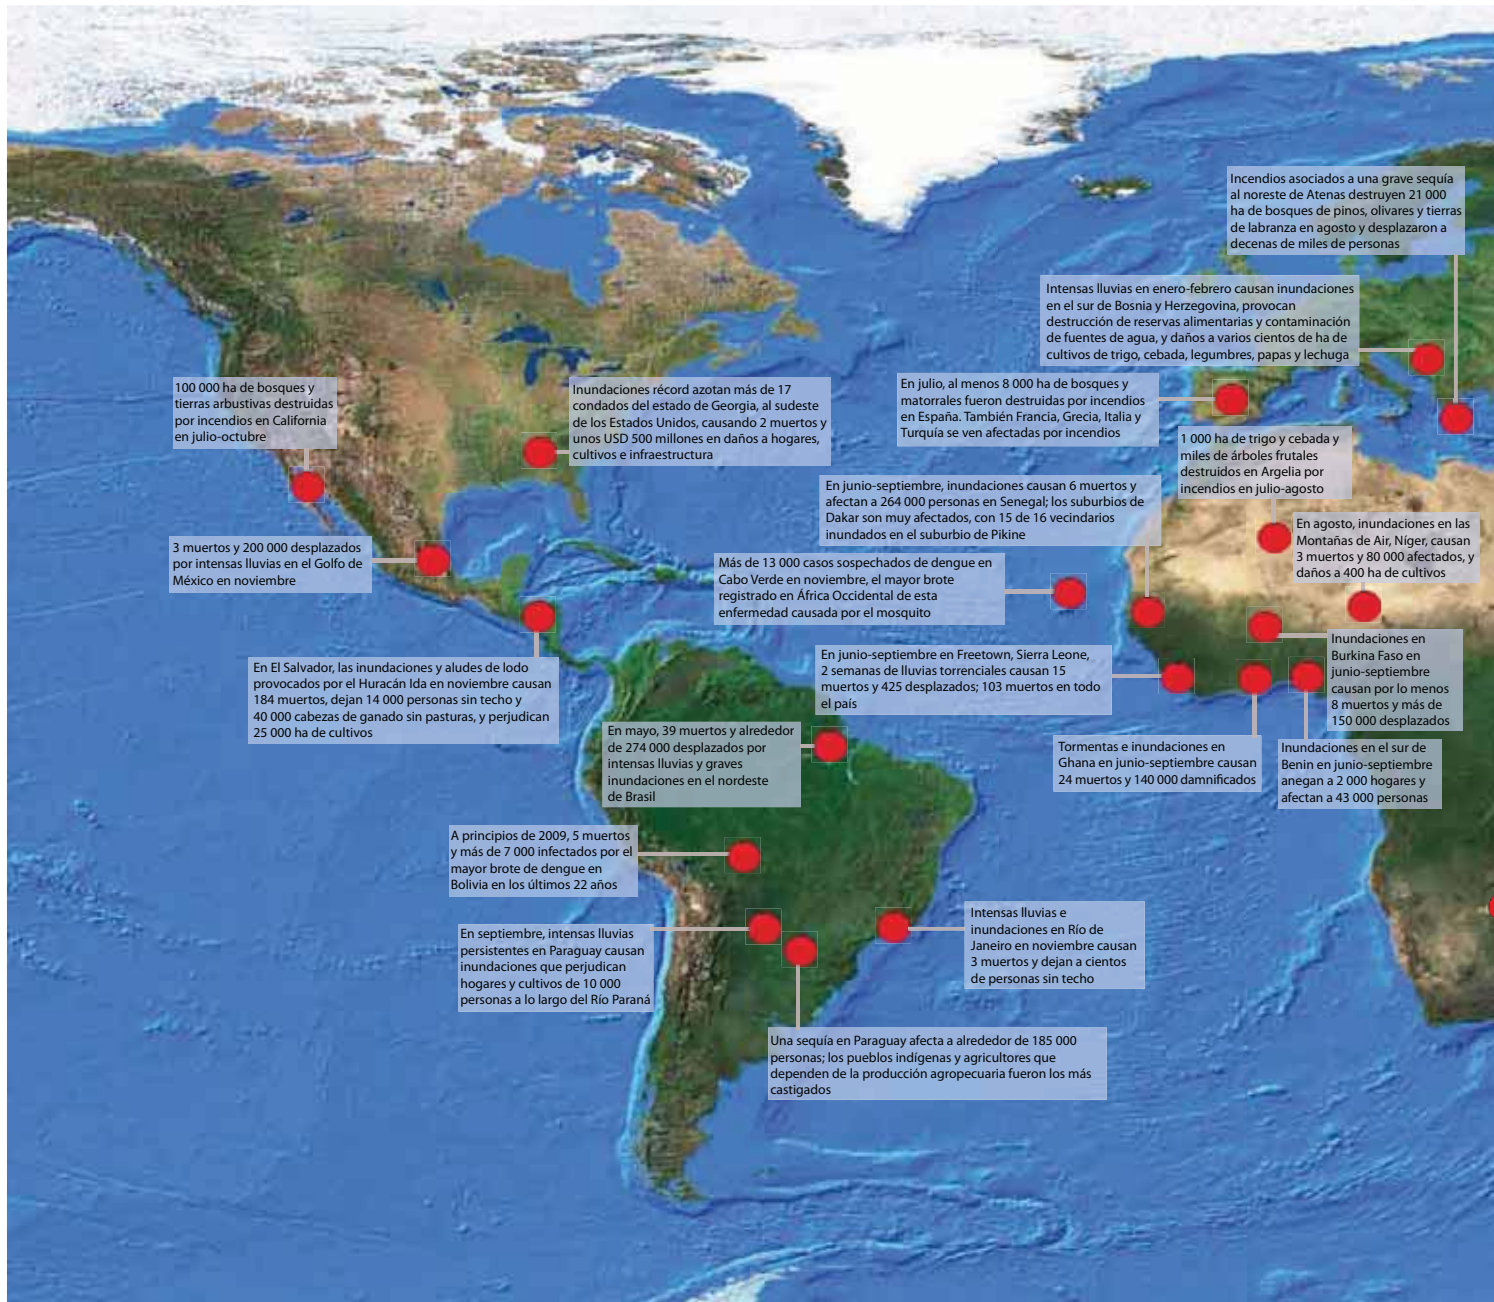 Incendios asociados a una grave sequía
al noreste de Atenas destruyen 21 000
ha de bosques de pinos, olivares y tierras
de labranza en agosto y desplazaron a
decenas de miles de personas
Intensas lluvias en enero-febrero causan inundaciones
en el sur de Bosnia y Herzegovina, provocan
destrucción de reservas alimentarias y contaminación
de fuentes de agua, y daños a varios cientos de ha de
cultivos de trigo, cebada, legumbres, papas y lechuga
100 000 ha de bosques y
tierras arbustivas destruidas
por incendios en California
en julio-octubre
Inundaciones récord azotan más de 17
condados del estado de Georgia, al sudeste
de los Estados Unidos, causando 2 muertos y
unos USD 500 millones en daños a hogares,
cultivos e infraestructura
En julio, al menos 8 000 ha de bosques y
matorrales fueron destruidas por incendios
en España. También Francia, Grecia, Italia y
Turquía se ven afectadas por incendios
1 000 ha de trigo y cebada y
miles de árboles frutales
destruidos en Argelia por
incendios en julio-agosto
En junio-septiembre, inundaciones causan 6 muertos y
afectan a 264 000 personas en Senegal; los suburbios de
Dakar son muy afectados, con 15 de 16 vecindarios
inundados en el suburbio de Pikine
En agosto, inundaciones en las
Montañas de Air, Níger, causan
3 muertos y 80 000 afectados, y
daños a 400 ha de cultivos
3 muertos y 200 000 desplazados
por intensas lluvias en el Golfo de
México en noviembre
Más de 13 000 casos sospechados de dengue en
Cabo Verde en noviembre, el mayor brote
registrado en África Occidental de esta
enfermedad causada por el mosquito
Inundaciones en
Burkina Faso en
junio-septiembre
causan por lo menos
8 muertos y más de
150 000 desplazados
En El Salvador, las inundaciones y aludes de lodo
provocados por el Huracán Ida en noviembre causan
184 muertos, dejan 14 000 personas sin techo y
40 000 cabezas de ganado sin pasturas, y perjudican
25 000 ha de cultivos
En junio-septiembre en Freetown, Sierra Leone,
2 semanas de lluvias torrenciales causan 15
muertos y 425 desplazados; 103 muertos en todo
el país
En mayo, 39 muertos y alrededor
de 274 000 desplazados por
intensas lluvias y graves
inundaciones en el nordeste
de Brasil
Tormentas e inundaciones en
Ghana en junio-septiembre causan
24 muertos y 140 000 damnificados
Inundaciones en el sur de
Benin en junio-septiembre
anegan a 2 000 hogares y
afectan a 43 000 personas
A principios de 2009, 5 muertos
y más de 7 000 infectados por el
mayor brote de dengue en
Bolivia en los últimos 22 años
En septiembre, intensas lluvias
persistentes en Paraguay causan
inundaciones que perjudican
hogares y cultivos de 10 000
personas a lo largo del Río Paraná
Intensas lluvias e
inundaciones en Río de
Janeiro en noviembre causan
3 muertos y dejan a cientos
de personas sin techo
Una sequía en Paraguay afecta a alrededor de 185 000
personas; los pueblos indígenas y agricultores que
dependen de la producción agropecuaria fueron los más
castigados